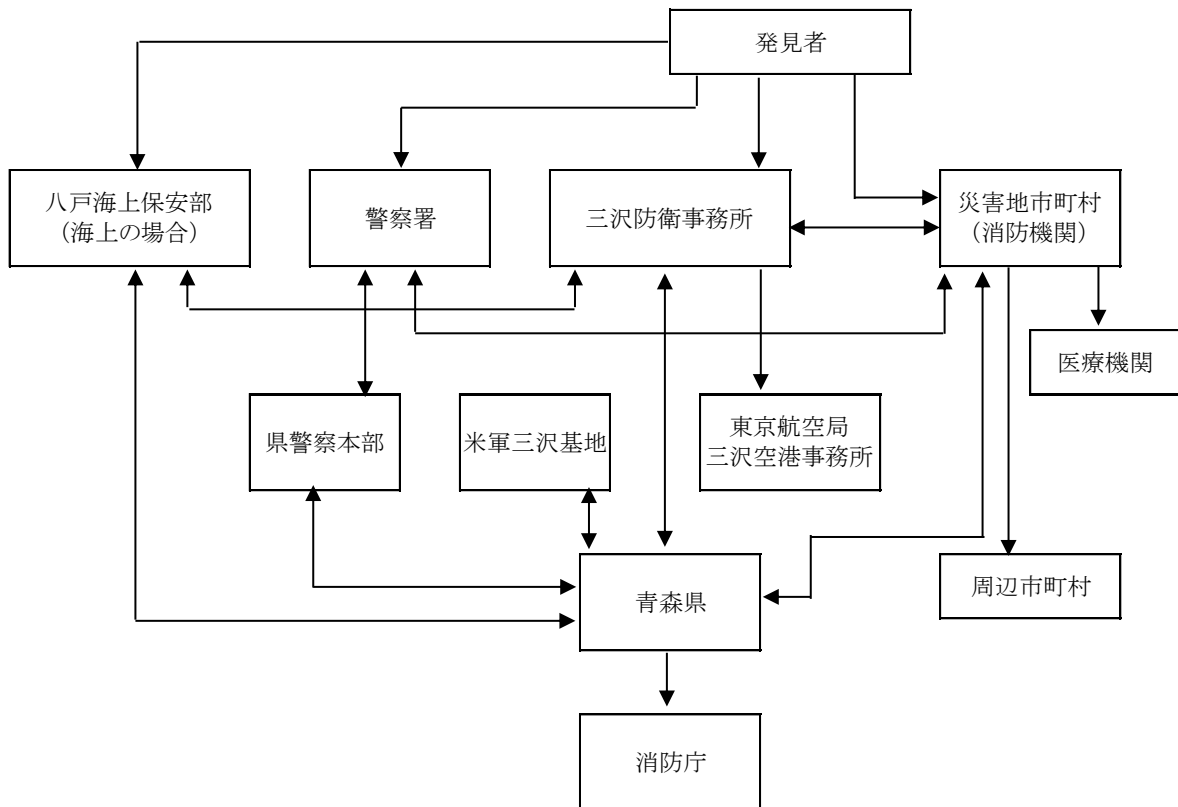 発見者
八戸海上保安部
（海上の場合）
警察署
三沢防衛事務所
災害地市町村
（消防機関）
医療機関
県警察本部
米軍三沢基地
東京航空局
三沢空港事務所
青森県
周辺市町村
消防庁